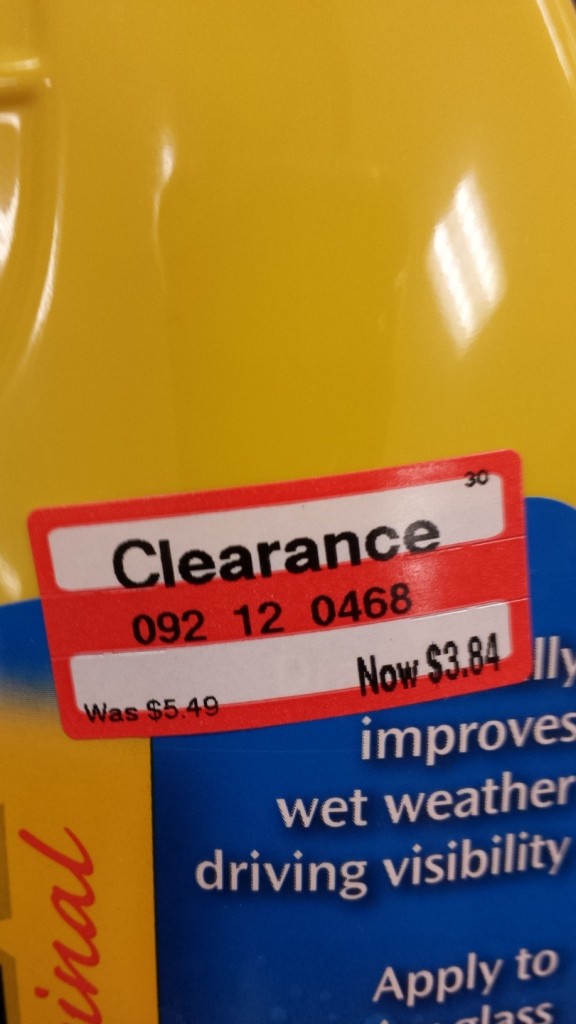 30
Clearance
092 12 0468
Now $3.84
Was $5.49
improves
wet weather
driving visibility
Apply to